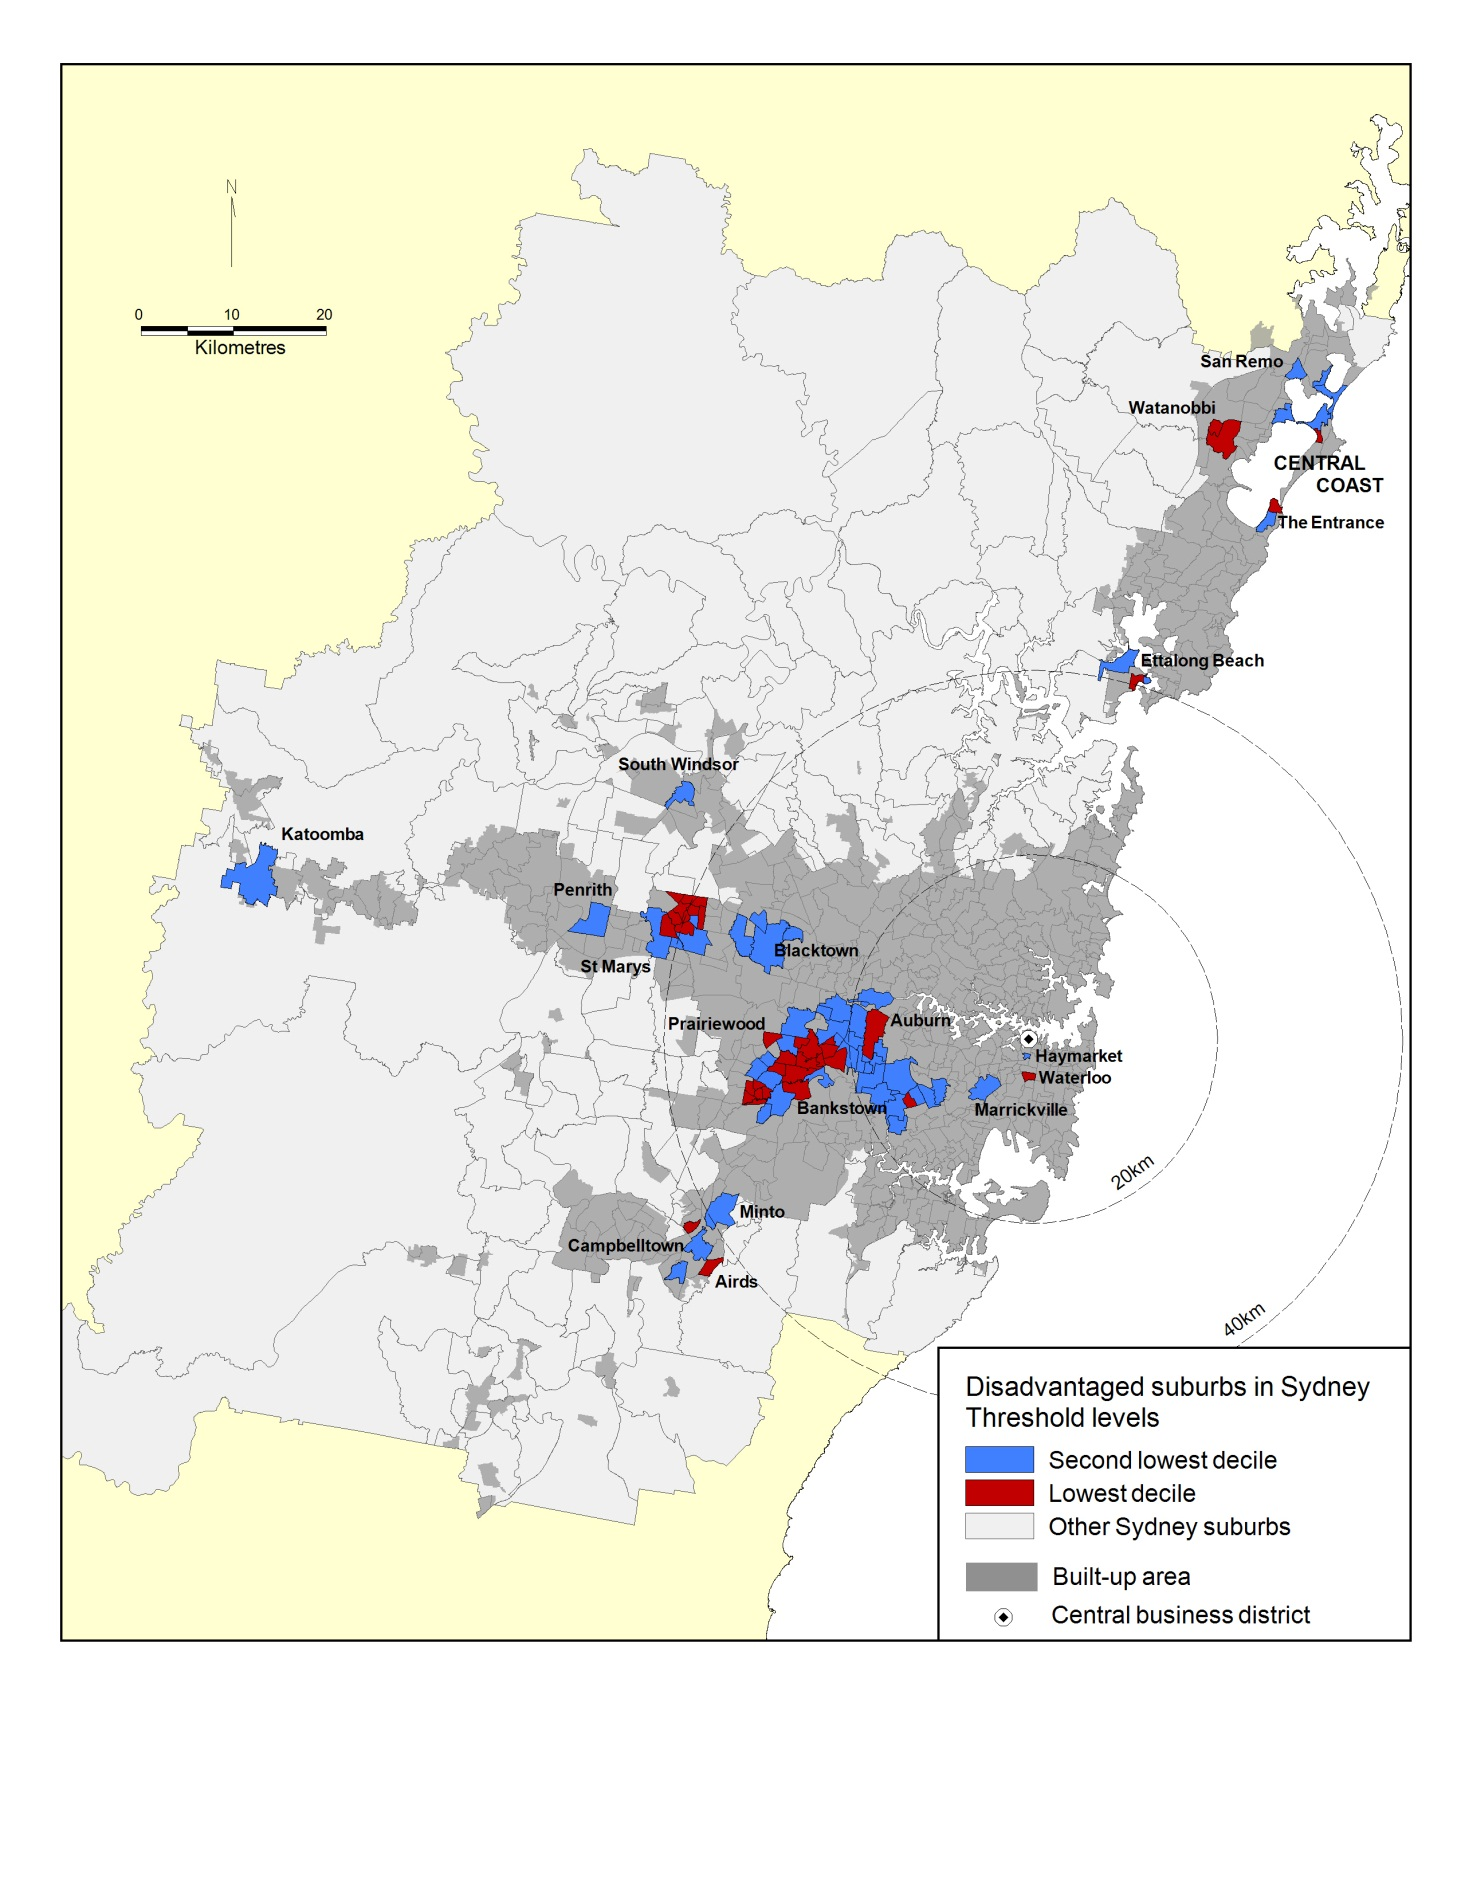 N
0 10 20
Kilometres
San Remo
Watanobbi
CENTRAL
COAST
The Entrance
Ettalong Beach
South Windsor
Katoomba
Penrith
Blacktown
St Marys
Prairiewood
Auburn
Haymarket
Waterloo
Bankstown
Marrickville
20km
Minto
Campbelltown
Airds
40km
Disadvantaged suburbs in Sydney
Threshold levels
Second lowest decile
Lowest decile
Other Sydney suburbs
Built-up area
Central business district